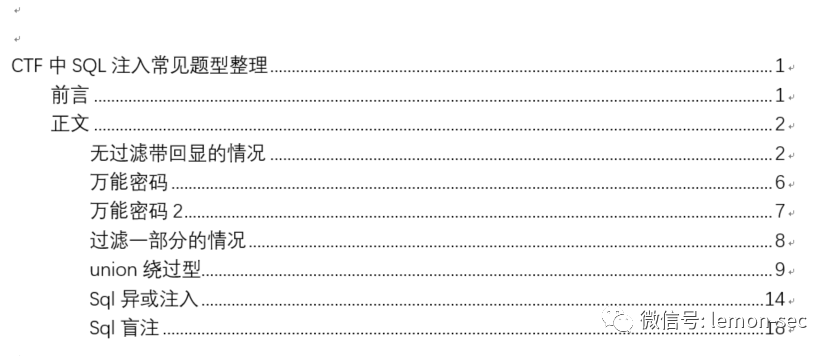 CTF 中 SQL 注入常见题型整理........1
前言........1
正文........2
无过滤带回显的情况........2
万能密码........6
万能密码 2........7
过滤一部分的情况........8
union 绕过型........9
Sql 异或注入........14
Sql 盲注........18
微信号: lemon-sec